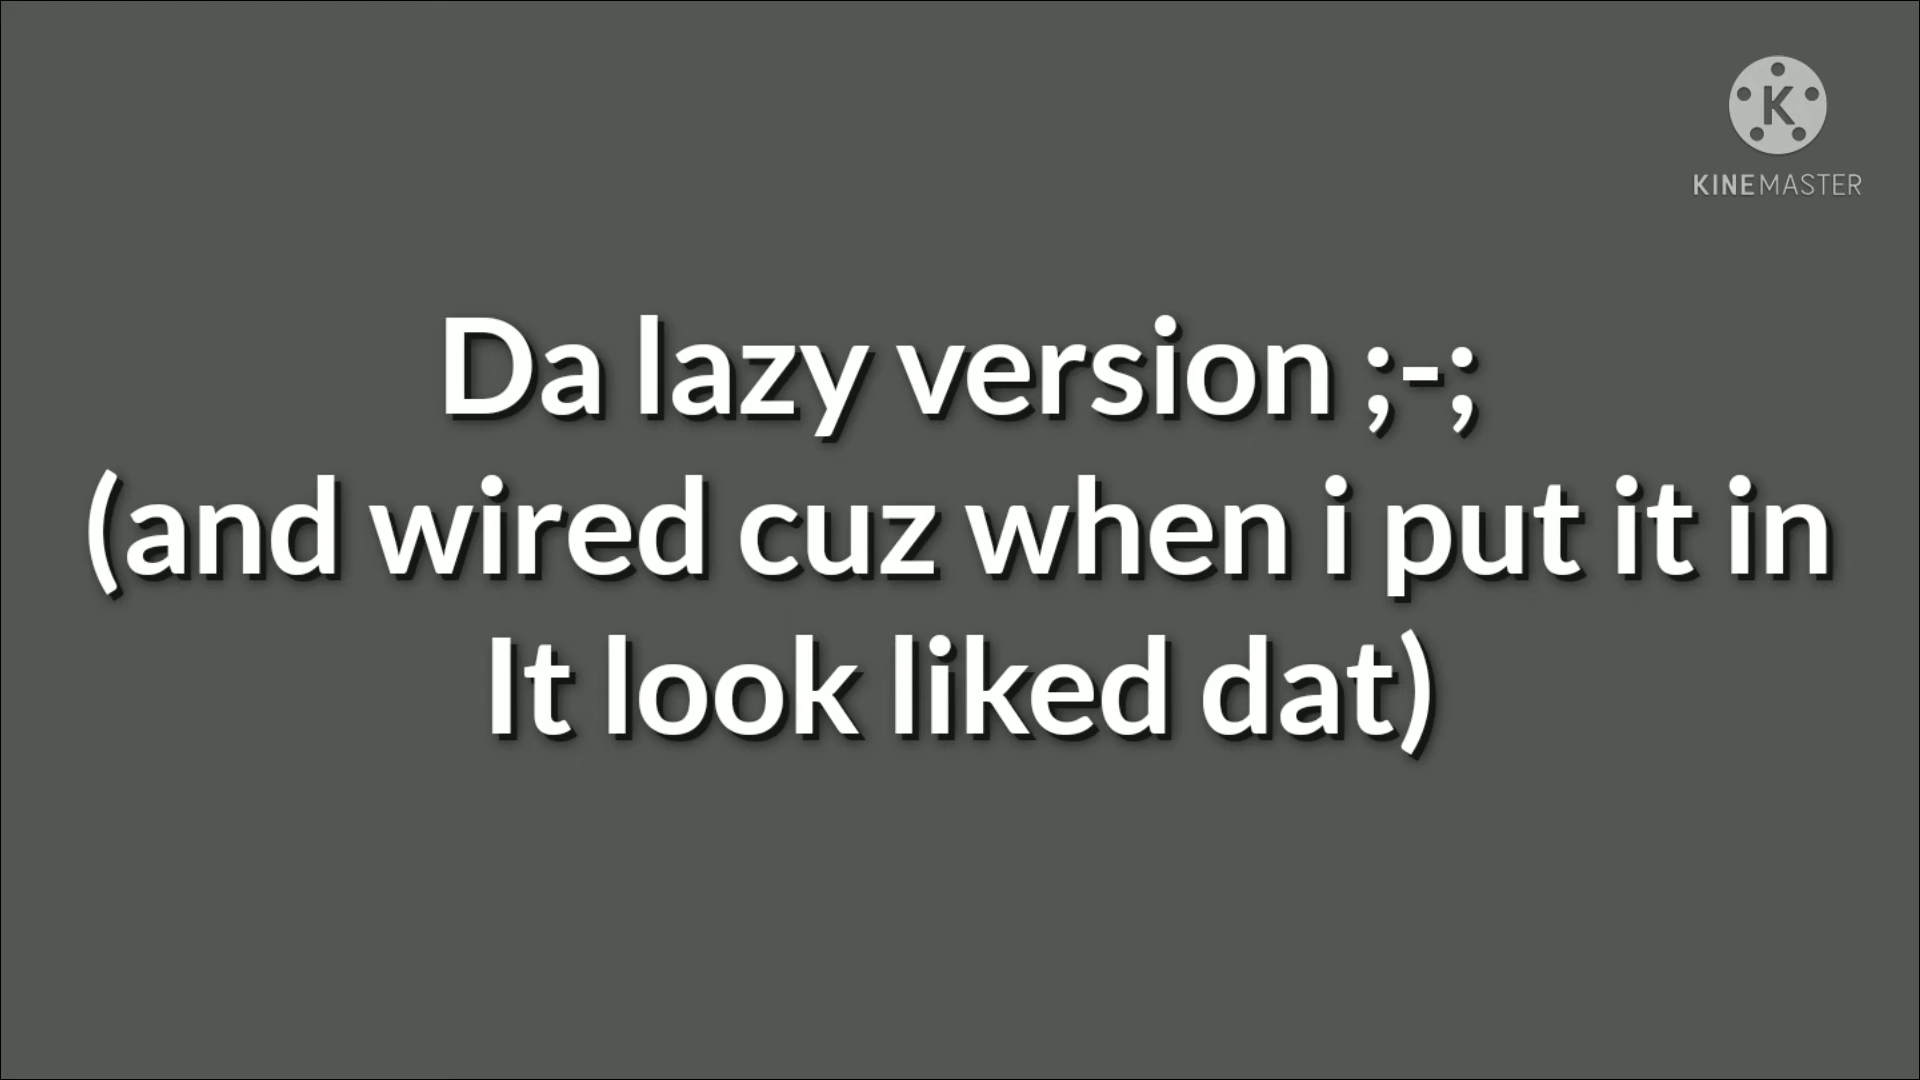 K
KINEMASTER
Da lazy version ;-;
(and wired cuz when i put it in
It look liked dat)